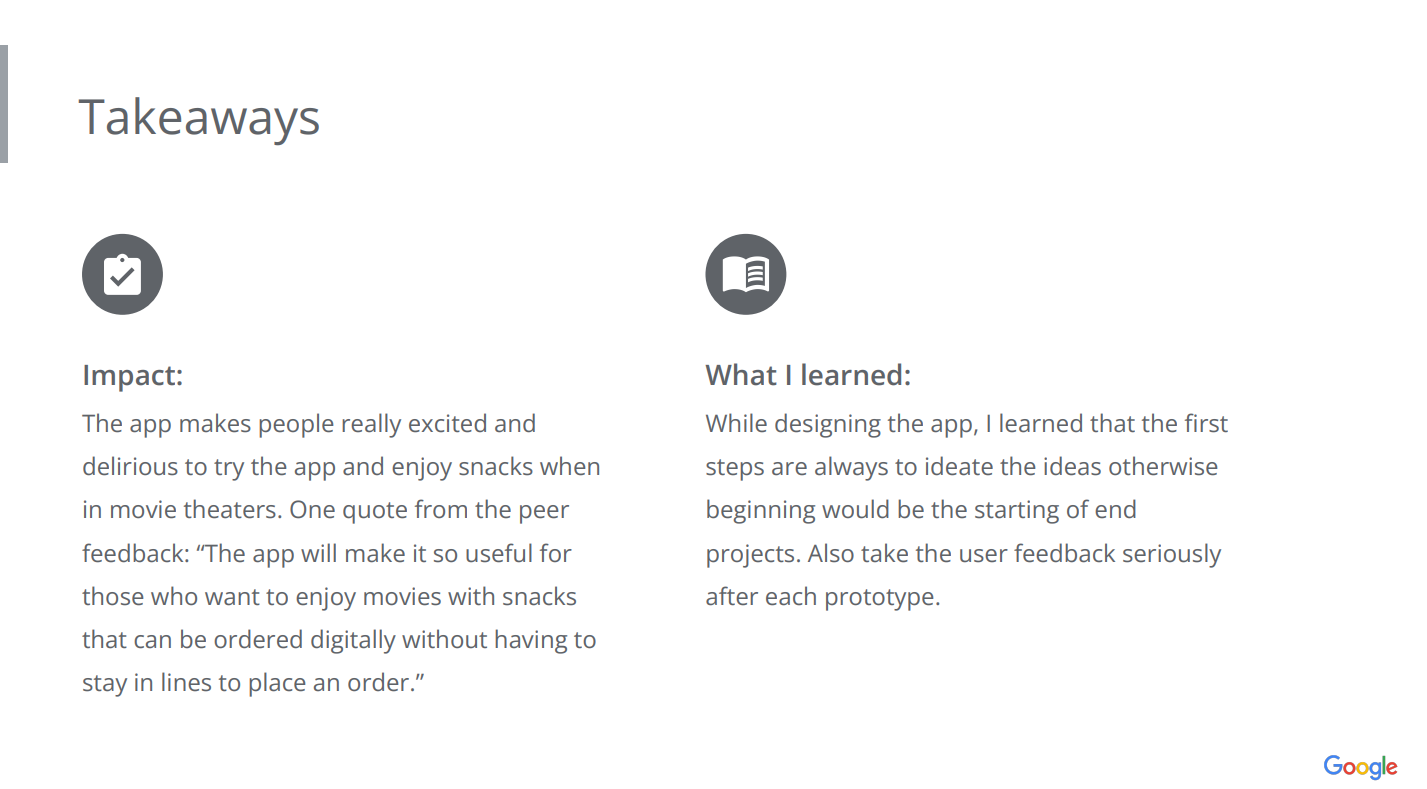 Takeaways
Impact:
The app makes people really excited and
delirious to try the app and enjoy snacks when
in movie theaters. One quote from the peer
feedback: “The app will make it so useful for
those who want to enjoy movies with snacks
that can be ordered digitally without having to
stay in lines to place an order.”
What I learned:
While designing the app, I learned that the first
steps are always to ideate the ideas otherwise
beginning would be the starting of end
projects. Also take the user feedback seriously
after each prototype.
Google